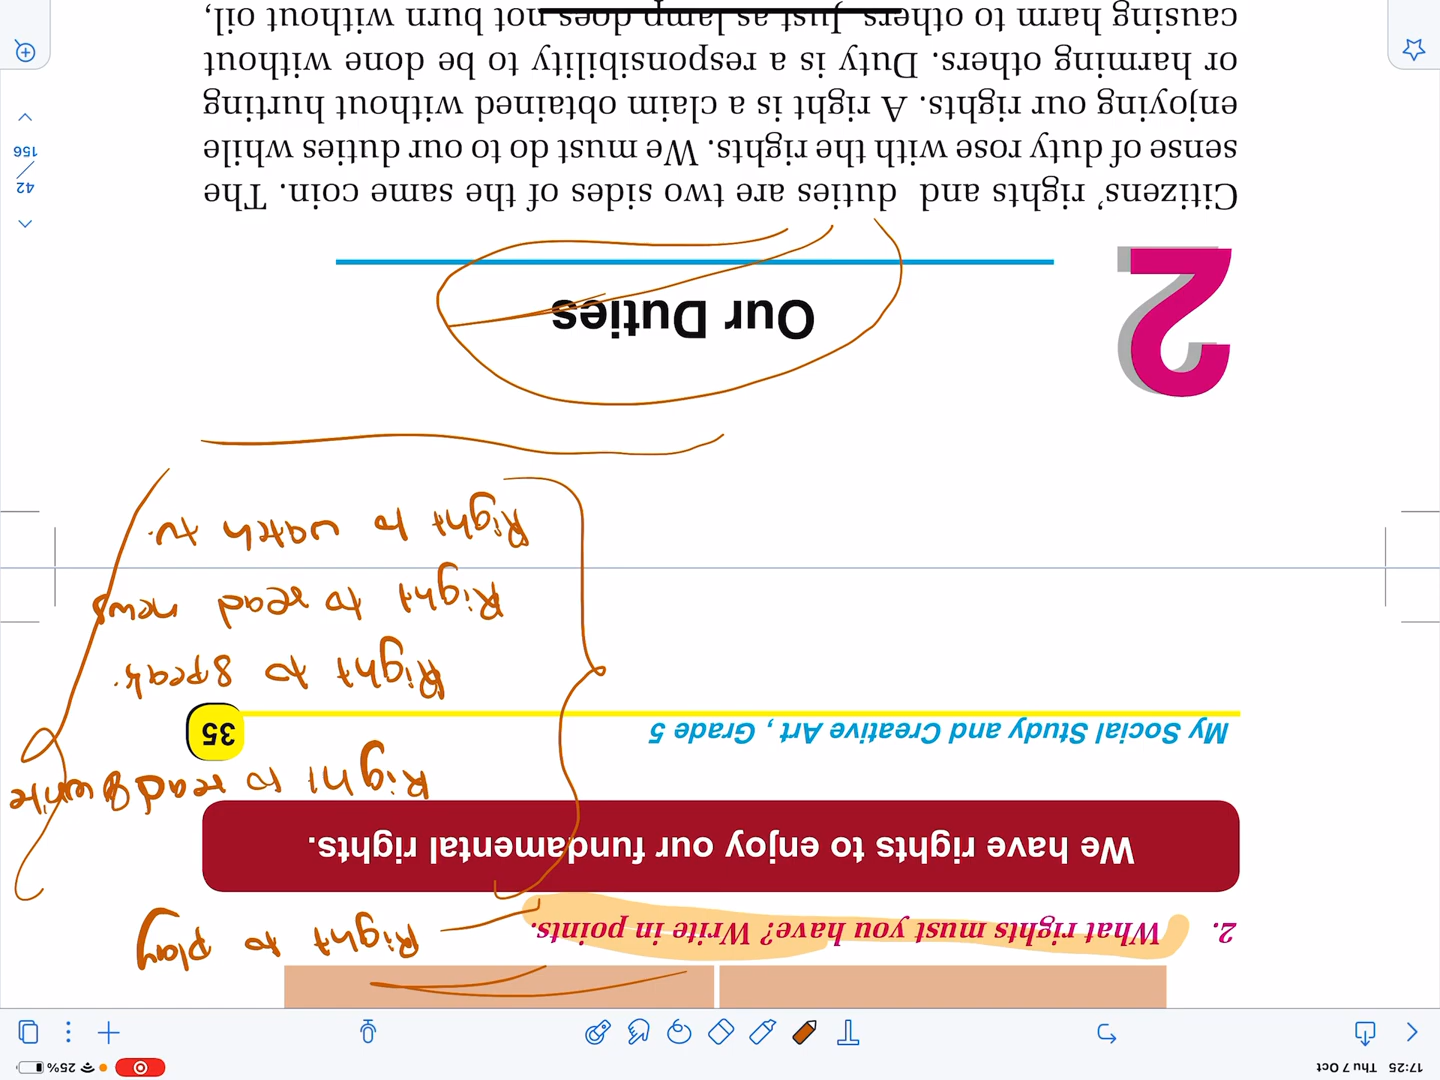 17:25 Thu 7 Oct
25%
2. What rights must you have? Write in points.
Right to play
We have rights to enjoy our fundamental rights.
Right to read & write
My Social Study and Creative Art , Grade 5
35
Right to speak.
Right to read news
Right to watch tv.
2
Our Duties
Citizens' rights and duties are two sides of the same coin. The
sense of duty rose with the rights. We must do to our duties while
enjoying our rights. A right is a claim obtained without hurting
or harming others. Duty is a responsibility to be done without
causing harm to others. Just as lamp does not burn without oil,
42
/
156